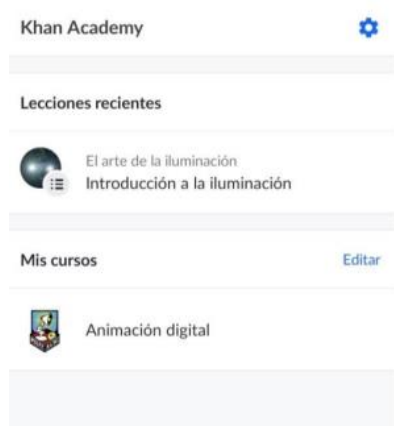 Khan Academy
Lecciones recientes
El arte de la iluminación
Introducción a la iluminación
Mis cursos
Editar
Animación digital